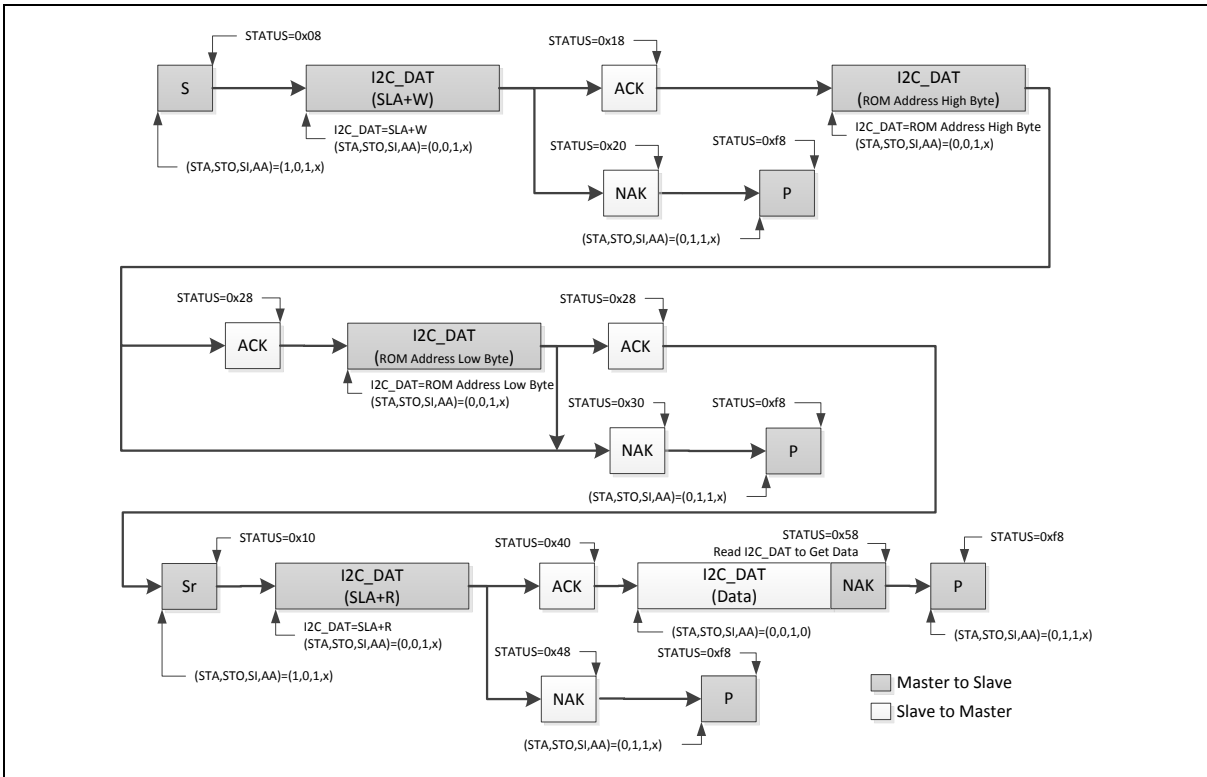 STATUS=0x08
STATUS=0x18
S
I2C_DAT
(SLA+W)
ACK
I2C_DAT
(ROM Address High Byte)
I2C_DAT=SLA+W
(STA,STO,SI,AA)=(0,0,1,x)
I2C_DAT=ROM Address High Byte
(STA,STO,SI,AA)=(0,0,1,x)
(STA,STO,SI,AA)=(1,0,1,x)
STATUS=0x20
STATUS=0xf8
NAK
P
(STA,STO,SI,AA)=(0,1,1,x)
STATUS=0x28
STATUS=0x28
ACK
I2C_DAT
(ROM Address Low Byte)
ACK
I2C_DAT=ROM Address Low Byte
(STA,STO,SI,AA)=(0,0,1,x)
STATUS=0x30
STATUS=0xf8
NAK
P
(STA,STO,SI,AA)=(0,1,1,x)
STATUS=0x10
STATUS=0x40
STATUS=0x58
Read I2C_DAT to Get Data
STATUS=0xf8
Sr
I2C_DAT
(SLA+R)
ACK
I2C_DAT
(Data)
NAK
P
I2C_DAT=SLA+R
(STA,STO,SI,AA)=(0,0,1,x)
(STA,STO,SI,AA)=(0,0,1,0)
(STA,STO,SI,AA)=(0,1,1,x)
(STA,STO,SI,AA)=(1,0,1,x)
STATUS=0x48
STATUS=0xf8
NAK
P
(STA,STO,SI,AA)=(0,1,1,x)
Master to Slave
Slave to Master